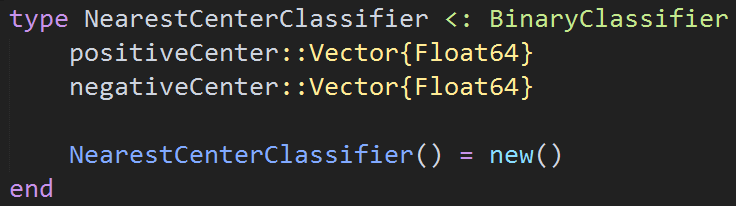 type NearestCenterClassifier <: BinaryClassifier
    positiveCenter::Vector{Float64}
    negativeCenter::Vector{Float64}

    NearestCenterClassifier() = new()
end